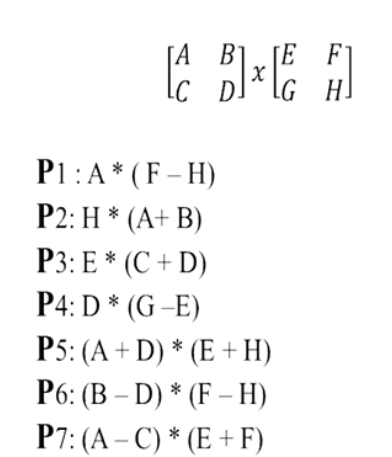 [A B] x [E F]
[C D] [G H]
P1 : A * ( F – H)
P2: H * (A+ B)
P3: E * (C + D)
P4: D * (G –E)
P5: (A + D) * (E + H)
P6: (B – D) * (F – H)
P7: (A – C) * (E + F)